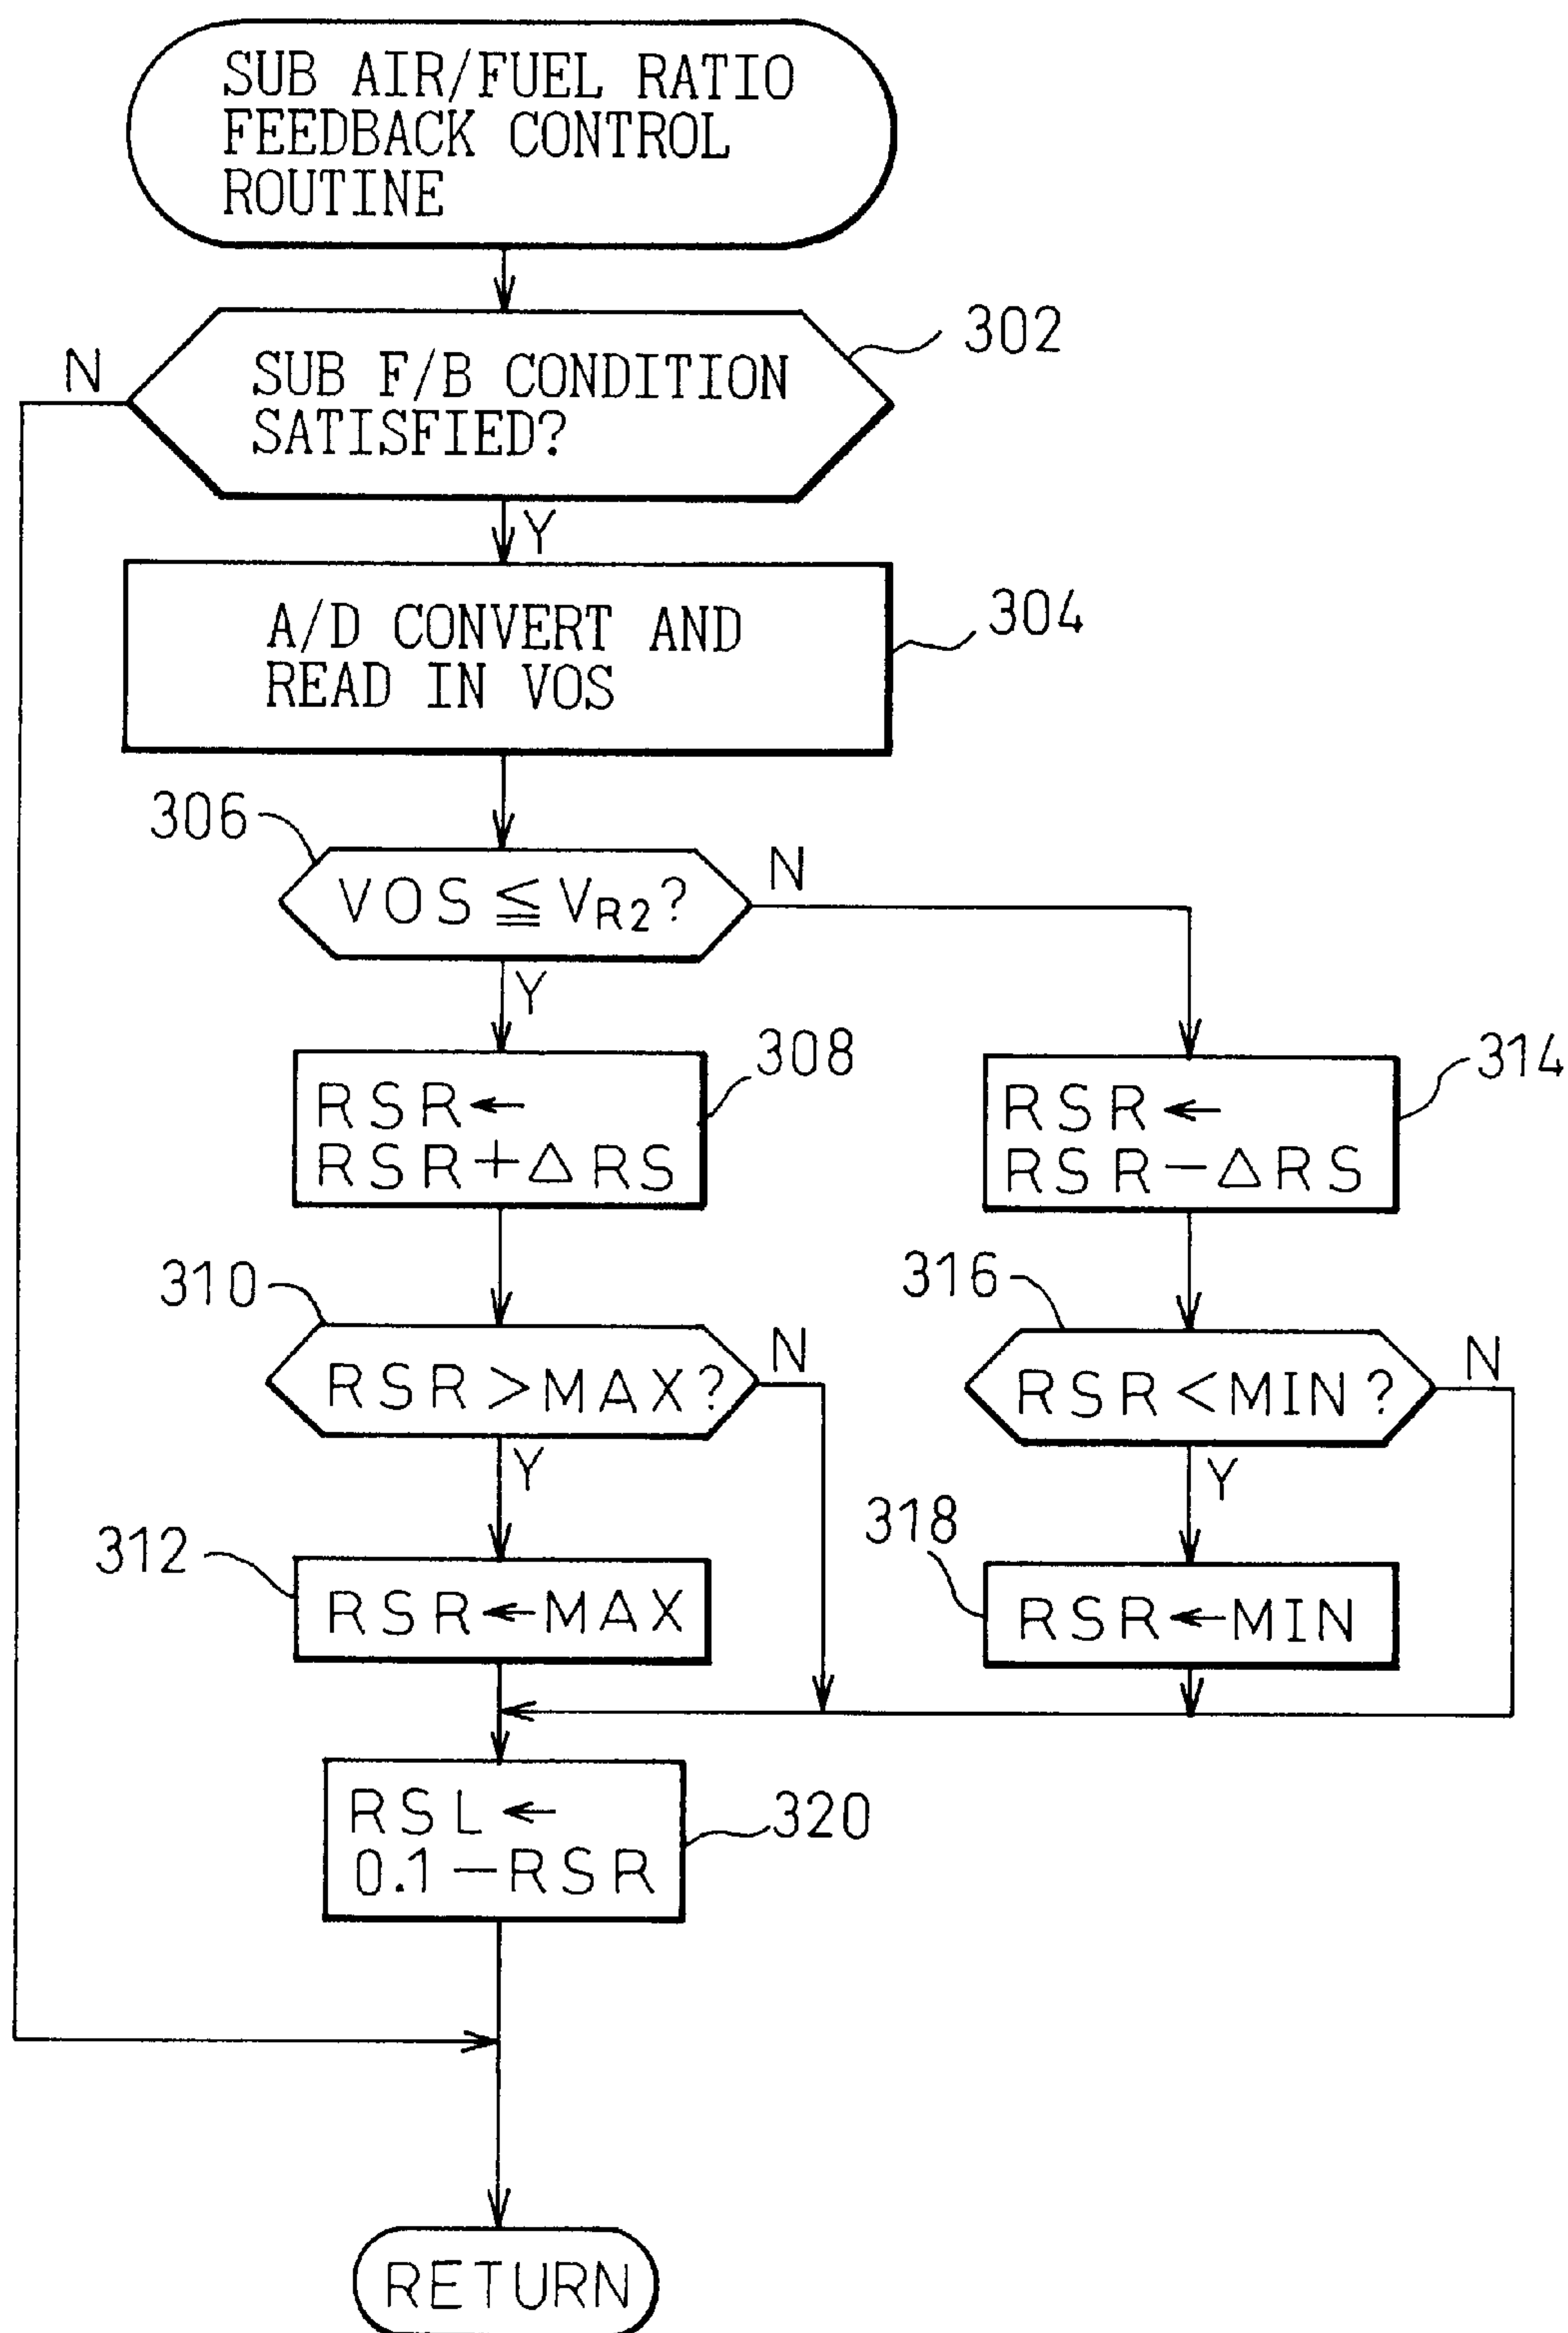 SUB AIR/FUEL RATIO
FEEDBACK CONTROL
ROUTINE
302
N
SUB F/B CONDITION
SATISFIED?
Y
304
A/D CONVERT AND
READ IN VOS
306
VOS ≦ VR2?
N
Y
308
RSR←
RSR+△RS
314
RSR←
RSR−△RS
310
RSR>MAX?
N
Y
316
RSR<MIN?
N
Y
312
RSR←MAX
318
RSR←MIN
320
RSL←
0.1−RSR
RETURN